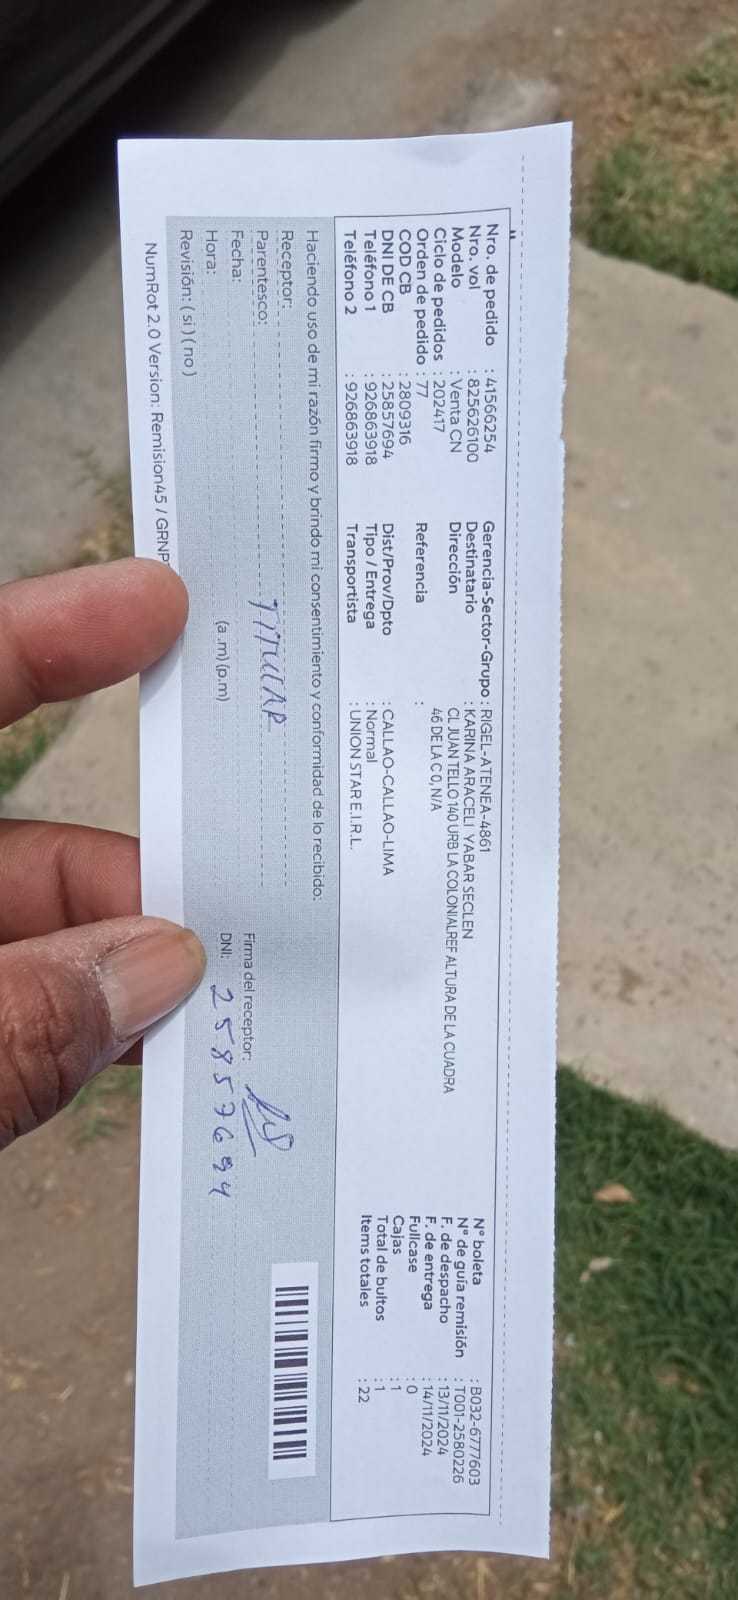 Nro. de pedido : 41566254
Nro. vol : 825626100
Modelo : Venta CN
Ciclo de pedidos : 202417
Orden de pedido : 77
COD CB : 2809316
DNI DE CB : 25857694
Teléfono 1 : 926863918
Teléfono 2 : 926863918
Gerencia-Sector-Grupo : RIGEL-ATENEA-4861
Destinatario : KARINA ARACELI YABAR SECLEN
Dirección CL JUAN TELLO 140 URB LA COLONIALREF ALTURA DE LA CUADRA
46 DE LA C 0, N/A
Referencia :
Dist/Prov/Dpto : CALLAO-CALLAO-LIMA
Tipo / Entrega : Normal
Transportista : UNION STAR E.I.R.L.
N° boleta : B032-6777603
N° de guía remisión : T001-2580226
F. de despacho : 13/11/2024
F. de entrega : 14/11/2024
Fullcase : 0
Cajas : 1
Total de bultos : 1
Items totales : 22
Haciendo uso de mi razón firmo y brindo mi consentimiento y conformidad de lo recibido:
Receptor:
Parentesco: TITULAR
Fecha:
Hora: (a .m) (p.m)
Revisión: ( si ) ( no )
Firma del receptor:
DNI: 25857694
NumRot 2.0 Version: Remision45 /